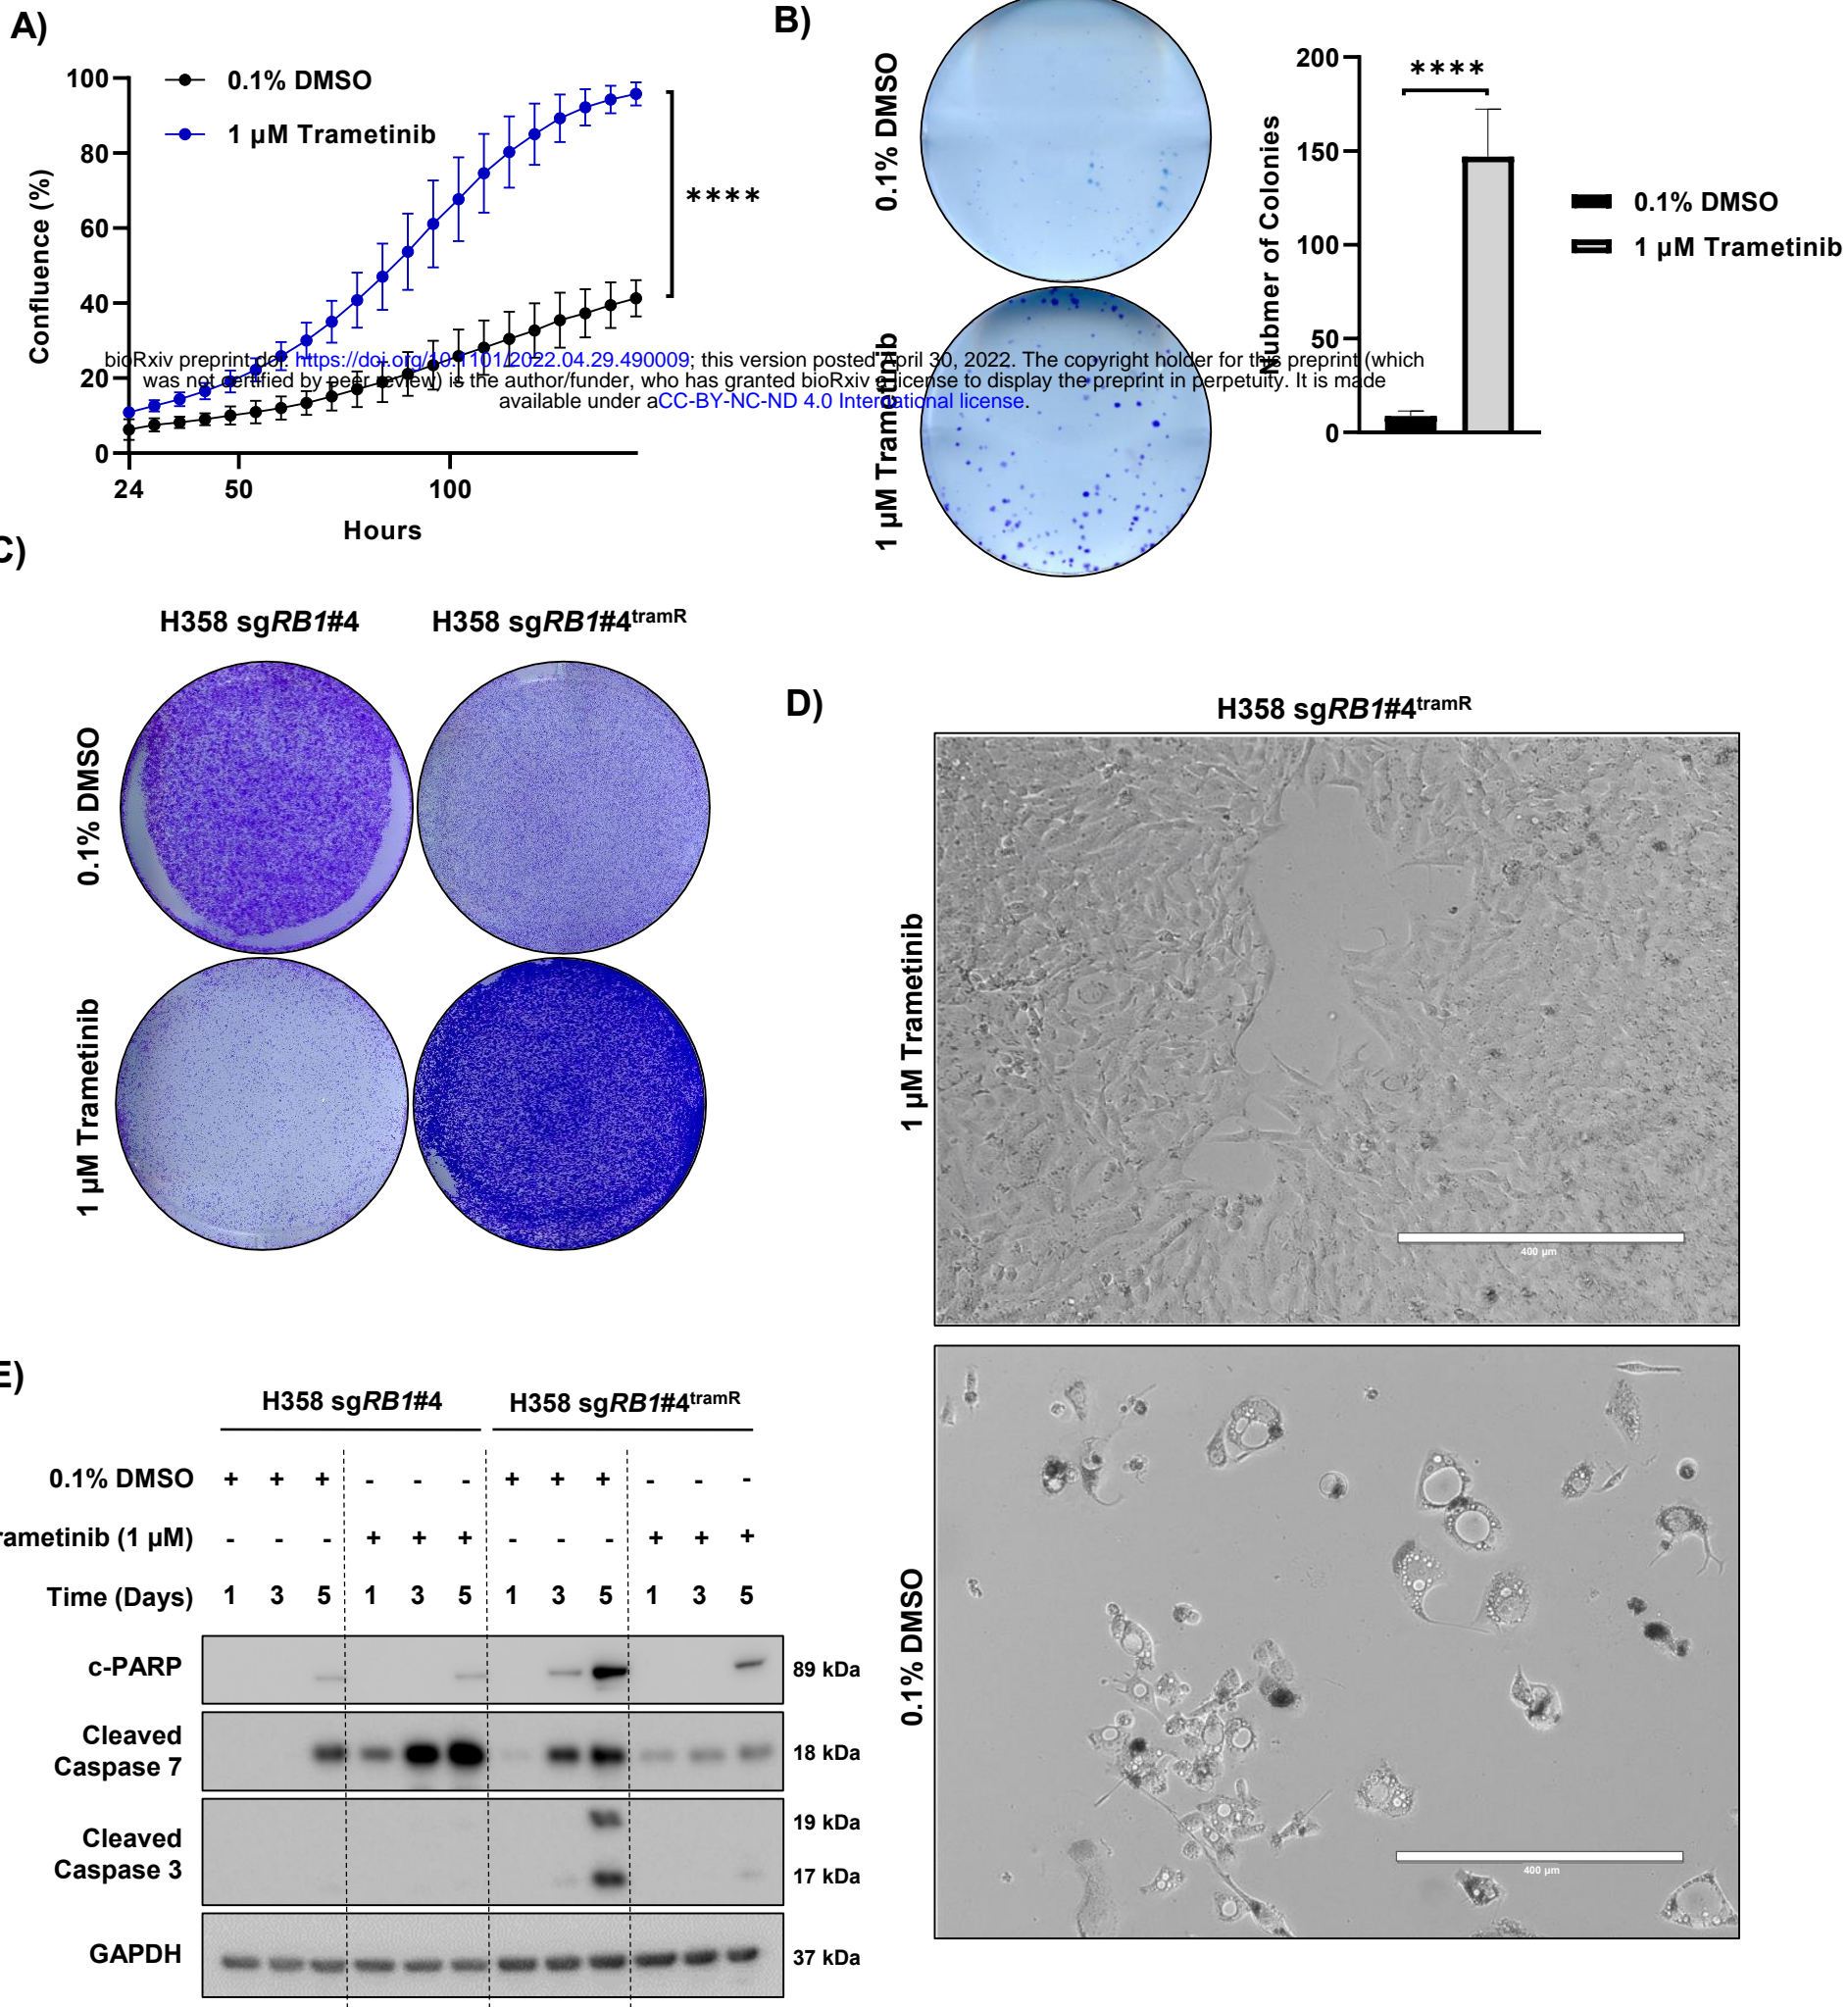 A)
100
80
60
40
20
0
Confluence (%)
0.1% DMSO
1 µM Trametinib
****
24
50
100
Hours
B)
0.1% DMSO
1 µM Trametinib
200
150
100
50
0
Nubmer of Colonies
****
0.1% DMSO
1 µM Trametinib
bioRxiv preprint doi: https://doi.org/10.1101/2022.04.29.490009; this version posted April 30, 2022. The copyright holder for this preprint (which
was not certified by peer review) is the author/funder, who has granted bioRxiv a license to display the preprint in perpetuity. It is made
available under aCC-BY-NC-ND 4.0 International license.
C)
H358 sgRB1#4
H358 sgRB1#4tramR
0.1% DMSO
1 µM Trametinib
D)
H358 sgRB1#4tramR
1 µM Trametinib
400 µm
0.1% DMSO
400 µm
E)
H358 sgRB1#4
H358 sgRB1#4tramR
0.1% DMSO + + + - - - + + + - - -
rametinib (1 µM) - - - + + + - - - + + +
Time (Days) 1 3 5 1 3 5 1 3 5 1 3 5
c-PARP
89 kDa
Cleaved
Caspase 7
18 kDa
Cleaved
Caspase 3
19 kDa
17 kDa
GAPDH
37 kDa